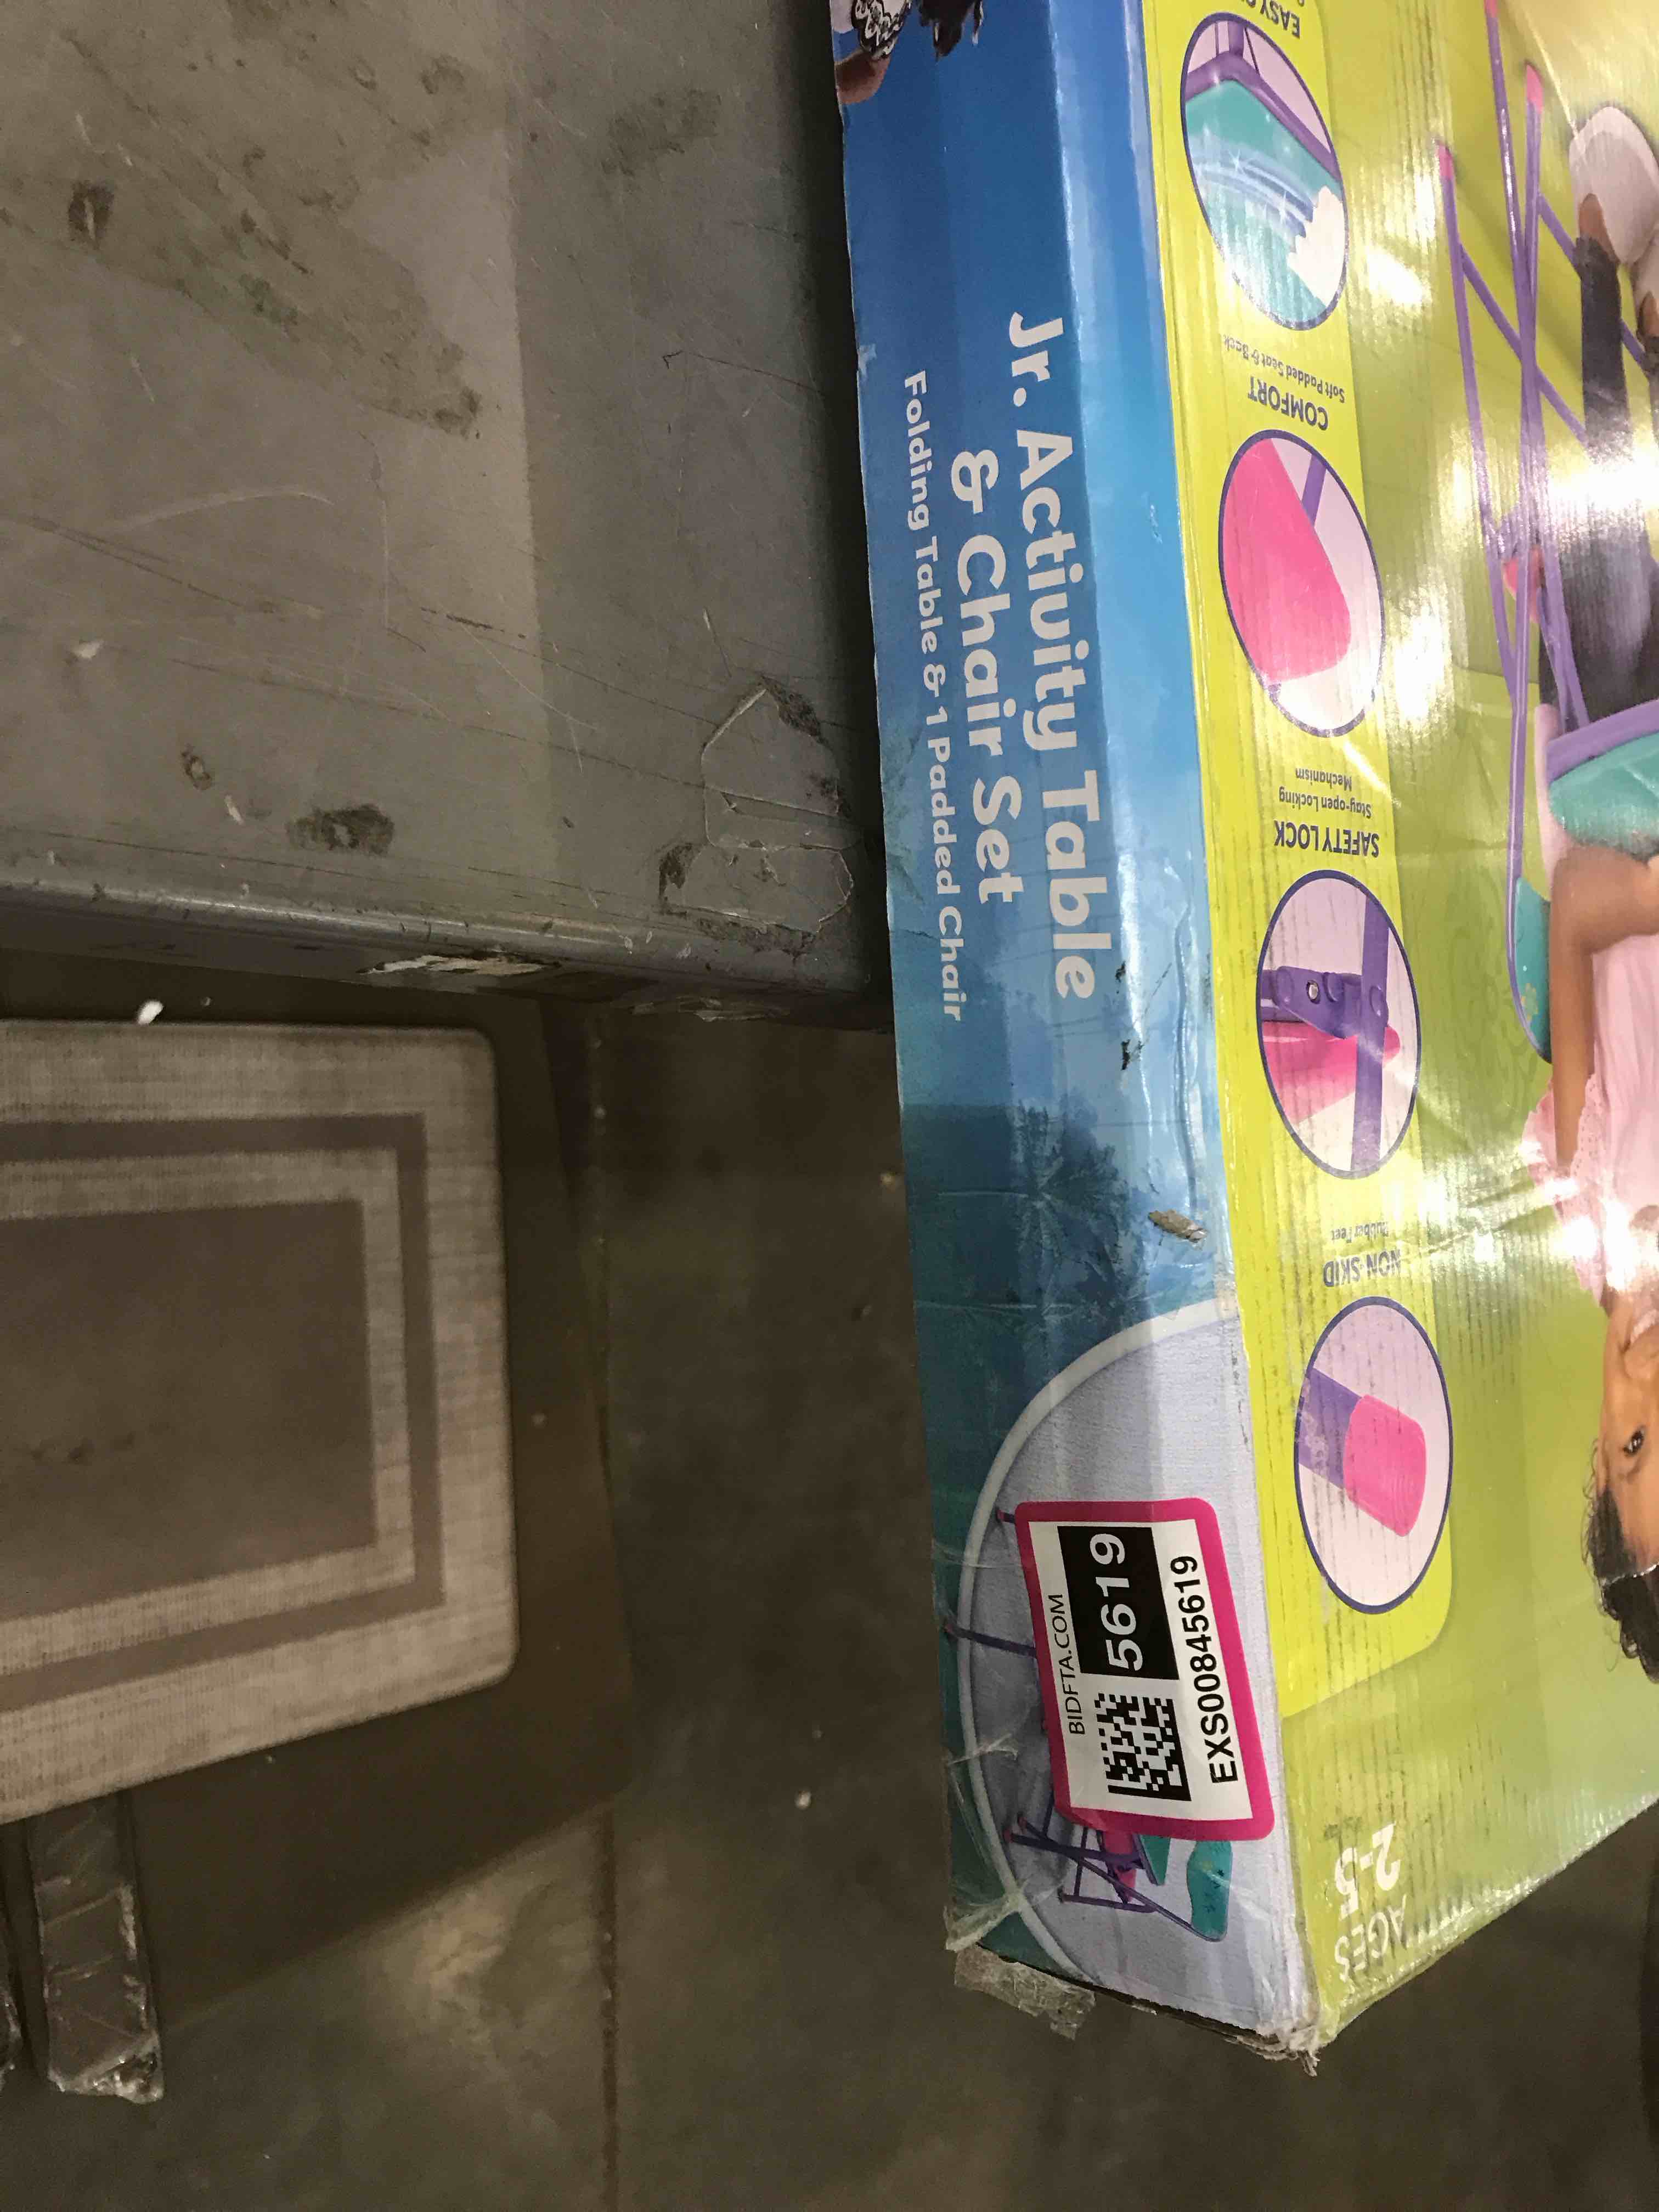 Jr. Activity Table
& Chair Set
Folding Table & 1 Padded Chair
COMFORT
Soft Padded Seat & Back
SAFETY LOCK
Stay-open Locking
Mechanism
NON SKID
Rubber Feet
BIDFTA.COM
5619
EXS00845619
AGES
2-5